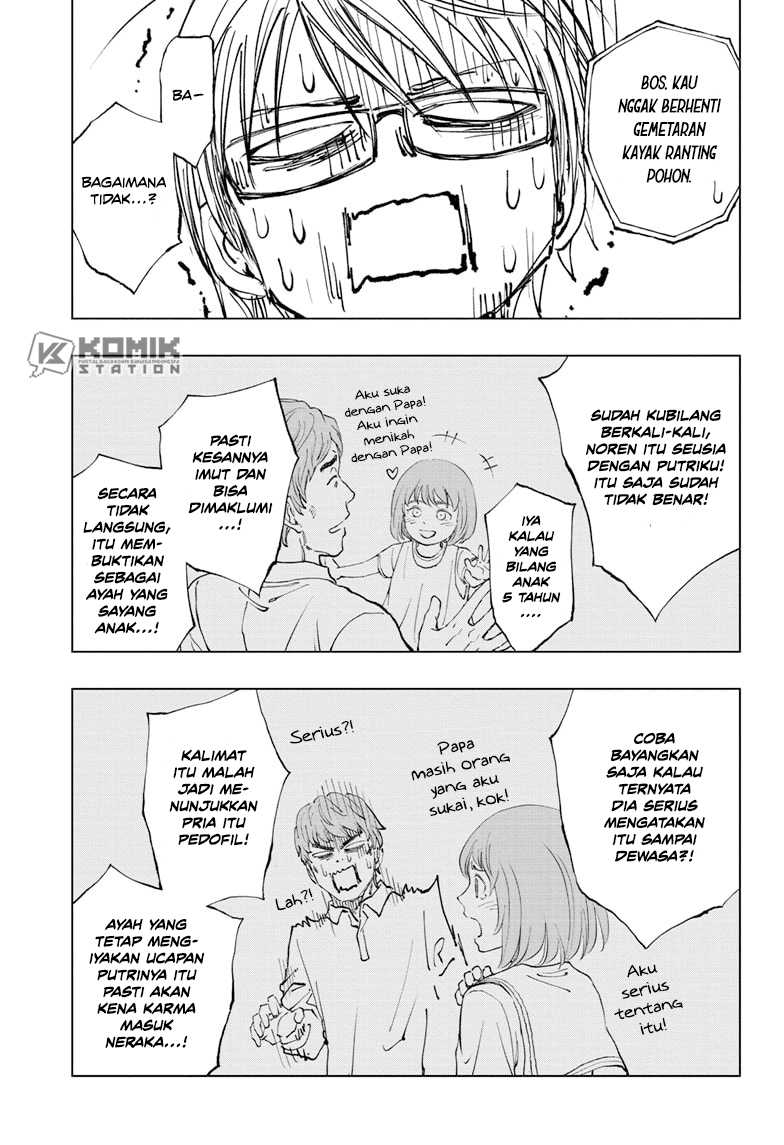 BOS, KAU
NGGAK BERHENTI
GEMETARAN
KAYAK RANTING
POHON.
BA–
BAGAIMANA
TIDAK...?
KOMIK
STATION
SUDAH KUBILANG
BERKALI-KALI,
NOREN ITU SEUSIA
DENGAN PUTRIKU!
ITU SAJA SUDAH
TIDAK BENAR!
IYA
KALAU
YANG
BILANG
ANAK
5 TAHUN
....
Aku suka
dengan Papa!
Aku ingin
menikah
dengan Papa!
PASTI
KESANNYA
IMUT DAN
BISA
DIMAKLUMI
...!
SECARA
TIDAK
LANGSUNG,
ITU MEM-
BUKTIKAN
SEBAGAI
AYAH YANG
SAYANG
ANAK...!
COBA
BAYANGKAN
SAJA KALAU
TERNYATA
DIA SERIUS
MENGATAKAN
ITU SAMPAI
DEWASA?!
Papa
masih orang
yang aku
sukai, kok!
Serius?!
Aku
serius
tentang
itu!
Lah?!
KALIMAT
ITU MALAH
JADI ME-
NUNJUKKAN
PRIA ITU
PEDOFIL!
AYAH YANG
TETAP MENG-
IYAKAN UCAPAN
PUTRINYA ITU
PASTI AKAN
KENA KARMA
MASUK
NERAKA...!